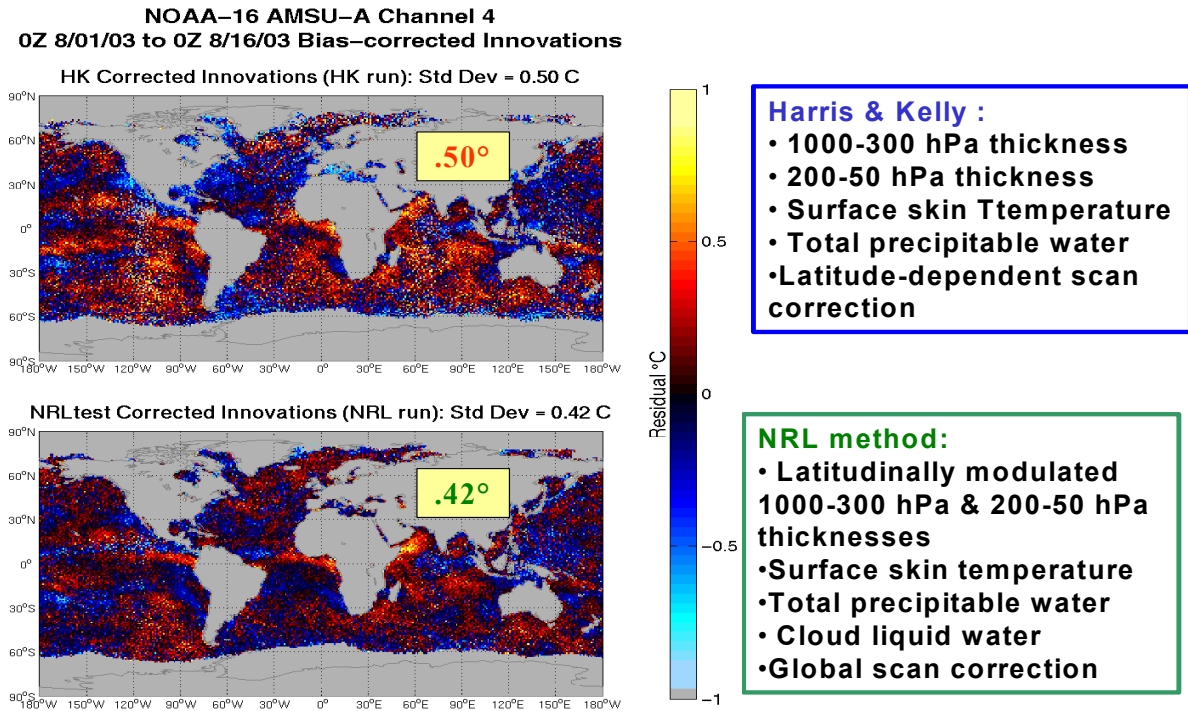 NOAA−16 AMSU−A Channel 4
0Z 8/01/03 to 0Z 8/16/03 Bias−corrected Innovations
HK Corrected Innovations (HK run): Std Dev = 0.50 C
90°N
60°N
30°N
0°
30°S
60°S
90°S
180°W 150°W 120°W 90°W 60°W 30°W 0° 30°E 60°E 90°E 120°E 150°E 180°W
.50°
NRLtest Corrected Innovations (NRL run): Std Dev = 0.42 C
90°N
60°N
30°N
0°
30°S
60°S
90°S
180°W 150°W 120°W 90°W 60°W 30°W 0° 30°E 60°E 90°E 120°E 150°E 180°W
.42°
1
0.5
0
−0.5
−1
Residual °C
Harris & Kelly :
• 1000-300 hPa thickness
• 200-50 hPa thickness
• Surface skin Ttemperature
• Total precipitable water
•Latitude-dependent scan
correction
NRL method:
• Latitudinally modulated
1000-300 hPa & 200-50 hPa
thicknesses
•Surface skin temperature
•Total precipitable water
• Cloud liquid water
•Global scan correction